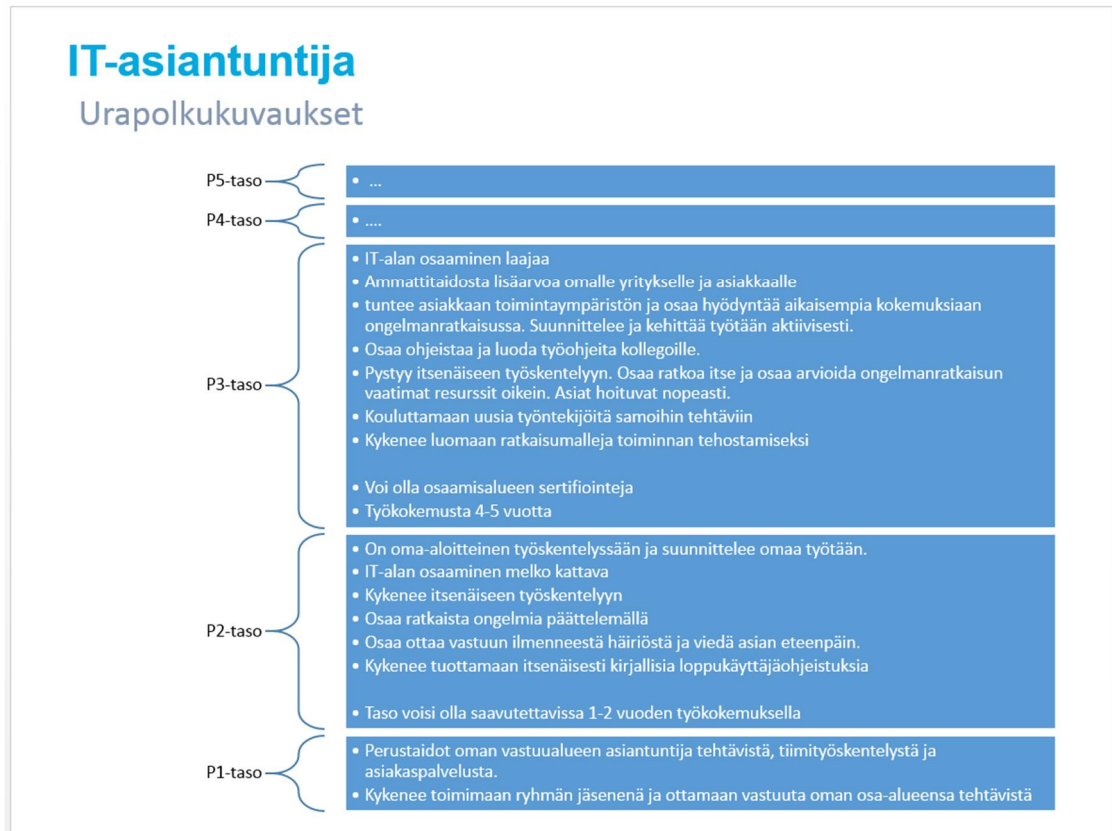 IT-asiantuntija
Urapolkukuvaukset
P5-taso
• ...
P4-taso
• ....
P3-taso
• IT-alan osaaminen laajaa
• Ammattitaidosta lisäarvoa omalle yritykselle ja asiakkaalle
• tuntee asiakkaan toimintaympäristön ja osaa hyödyntää aikaisempia kokemuksiaan
ongelmanratkaisussa. Suunnittelee ja kehittää työtään aktiivisesti.
• Osaa ohjeistaa ja luoda työohjeita kollegoille.
• Pystyy itsenäiseen työskentelyyn. Osaa ratkoa itse ja osaa arvioida ongelmanratkaisun
vaatimat resurssit oikein. Asiat hoituvat nopeasti.
• Kouluttamaan uusia työntekijöitä samoihin tehtäviin
• Kykenee luomaan ratkaisumalleja toiminnan tehostamiseksi
• Voi olla osaamisalueen sertifiointeja
• Työkokemusta 4-5 vuotta
P2-taso
• On oma-aloitteinen työskentelyssään ja suunnittelee omaa työtään.
• IT-alan osaaminen melko kattava
• Kykenee itsenäiseen työskentelyyn
• Osaa ratkaista ongelmia päättelemällä
• Osaa ottaa vastuun ilmenneestä häiriöstä ja viedä asian eteenpäin.
• Kykenee tuottamaan itsenäisesti kirjallisia loppukäyttäjäohjeistuksia
• Taso voisi olla saavutettavissa 1-2 vuoden työkokemuksella
P1-taso
• Perustaidot oman vastuualueen asiantuntija tehtävistä, tiimityöskentelystä ja
asiakaspalvelusta.
• Kykenee toimimaan ryhmän jäsenenä ja ottamaan vastuuta oman osa-alueensa tehtävistä